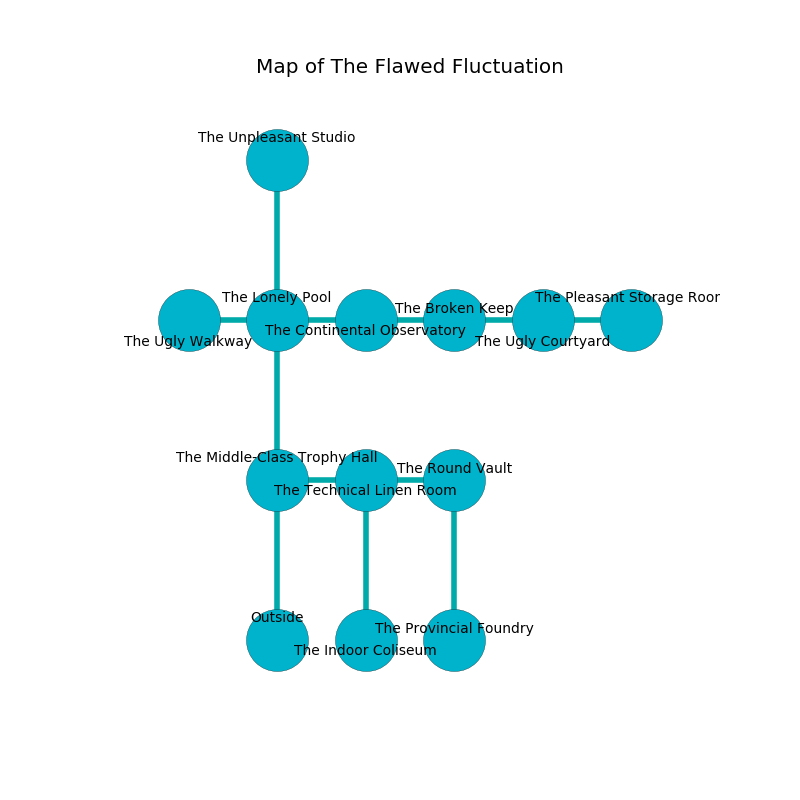 Map of The Flawed Fluctuation
The Unpleasant Studio
The Lonely Pool
The Pleasant Storage Roor
The Broken Keep
The Continental Observatory
The Ugly Walkway
The Ugly Courtyard
The Middle-Class Trophy Hall
The Round Vault
The Technical Linen Room
Outside
The Provincial Foundry
The Indoor Coliseum